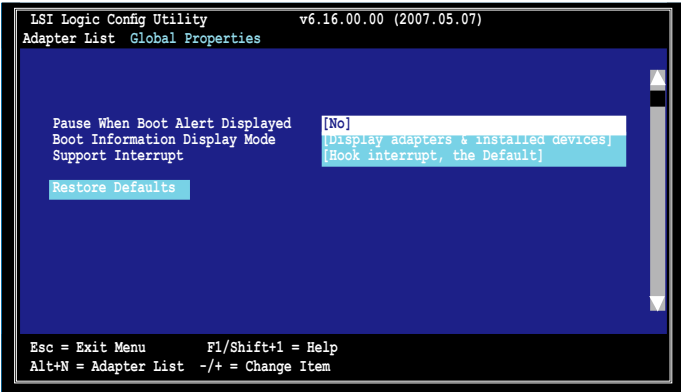 LSI Logic Config Utility v6.16.00.00 (2007.05.07)
Adapter List Global Properties
Pause When Boot Alert Displayed [No]
Boot Information Display Mode [Display adapters & installed devices]
Support Interrupt [Hook interrupt, the Default]
Restore Defaults
Esc = Exit Menu F1/Shift+1 = Help
Alt+N = Adapter List -/+ = Change Item